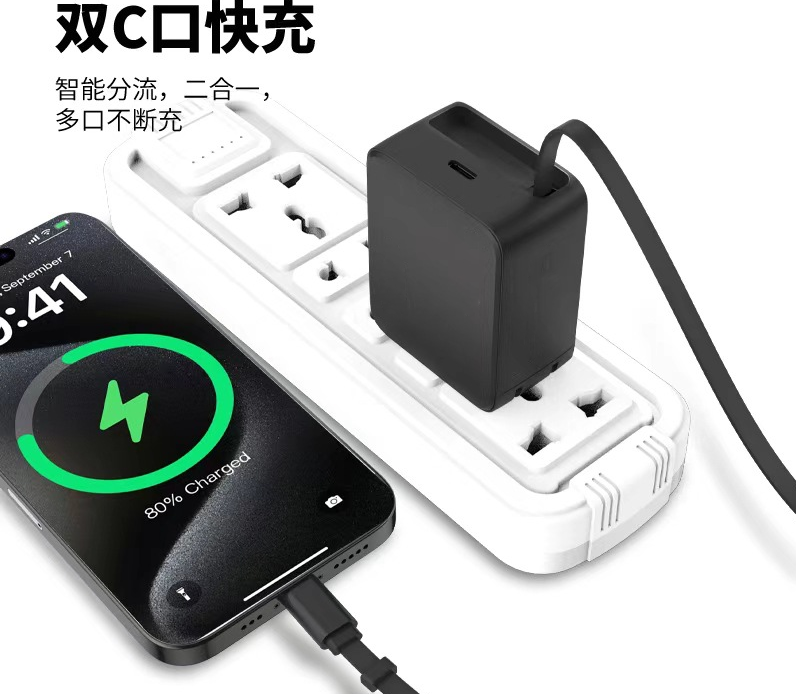 双C口快充
智能分流，二合一，
多口不断充
September 7
:41
80% Charged